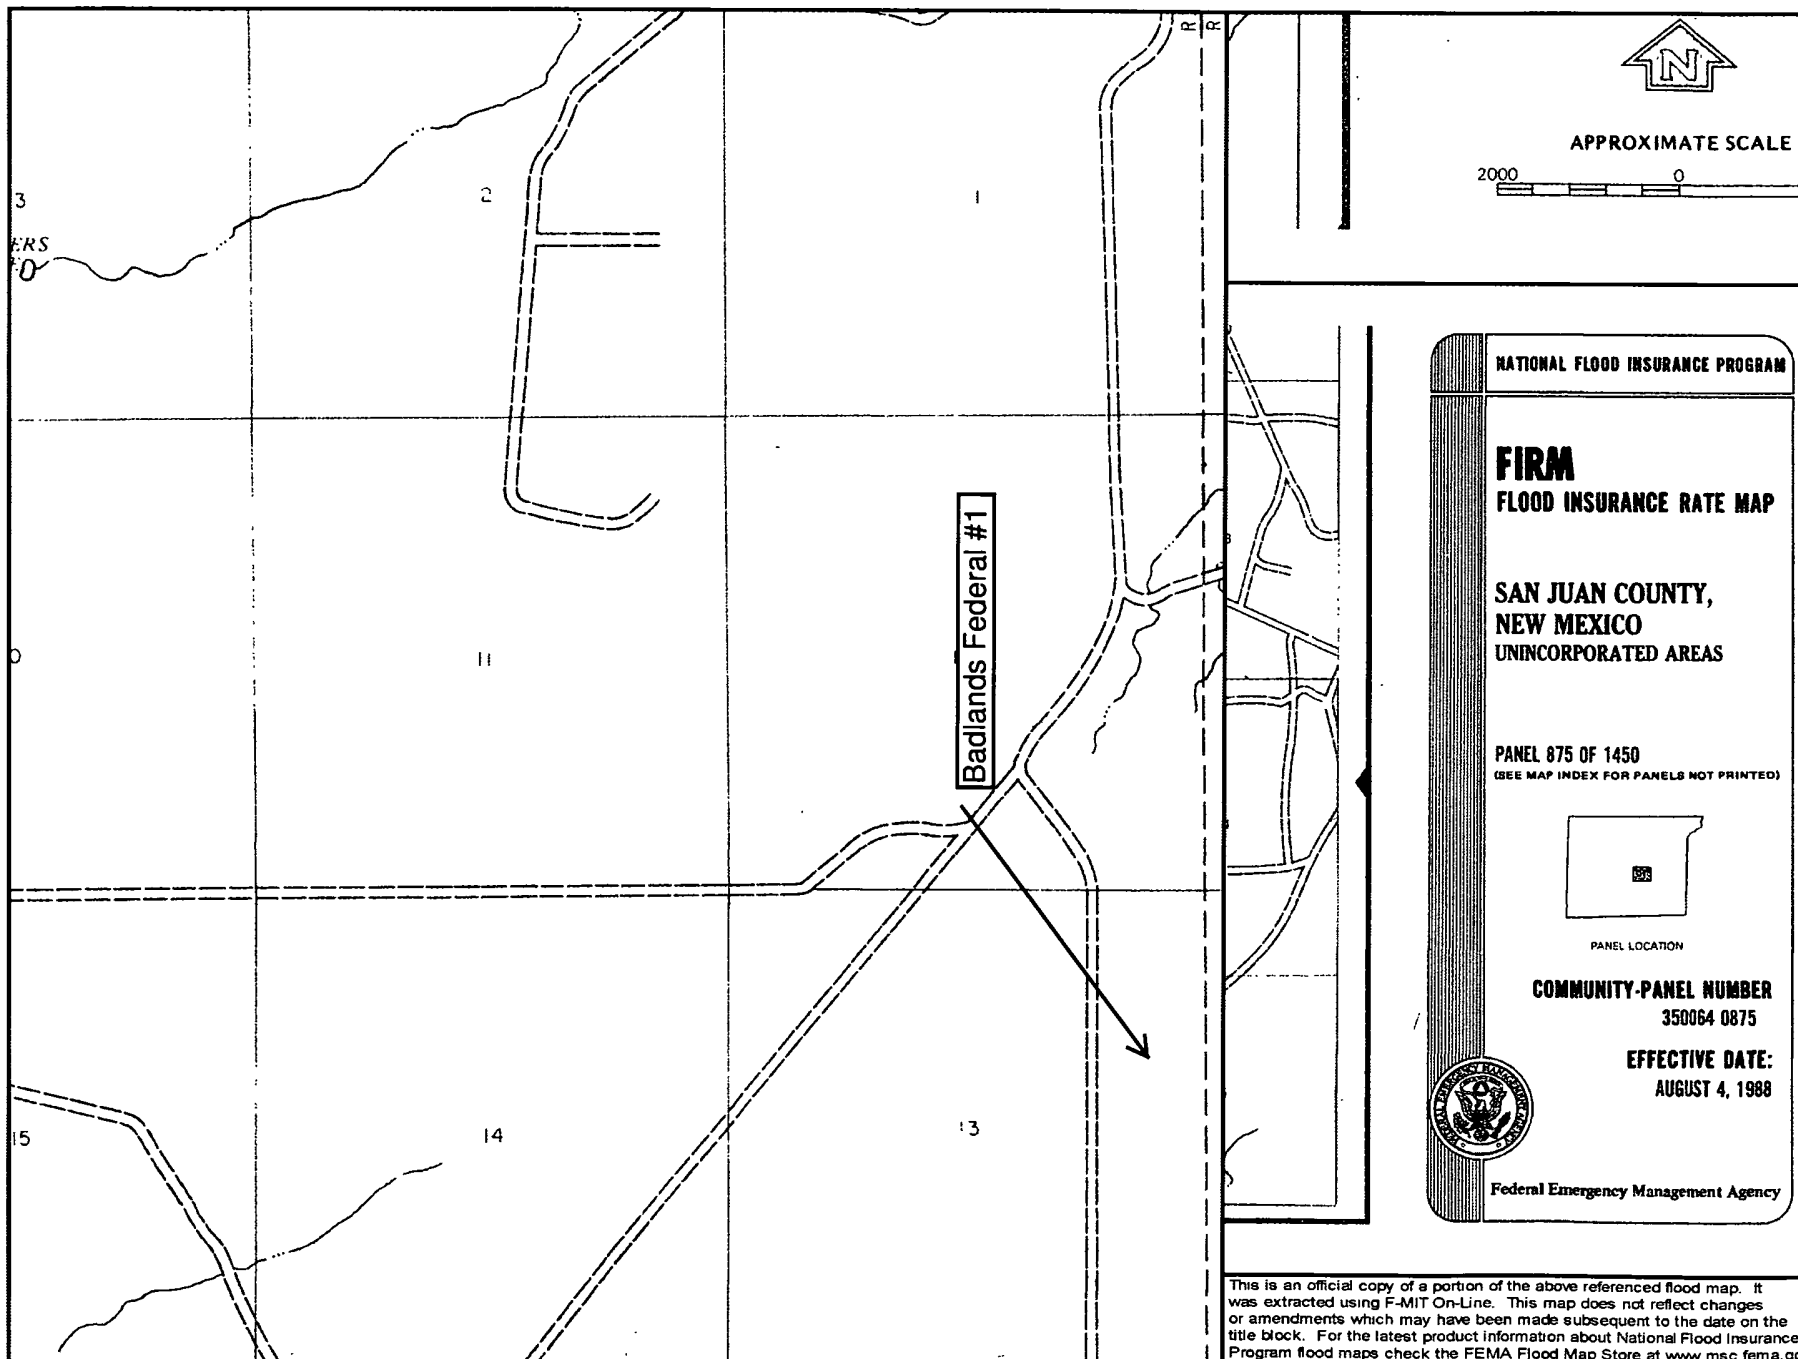 R R
3
2
1
ERS
0
11
Badlands Federal #1
15
14
13
N
APPROXIMATE SCALE
2000 0
NATIONAL FLOOD INSURANCE PROGRAM
FIRM
FLOOD INSURANCE RATE MAP
SAN JUAN COUNTY,
NEW MEXICO
UNINCORPORATED AREAS
PANEL 875 OF 1450
(SEE MAP INDEX FOR PANELS NOT PRINTED)
PANEL LOCATION
COMMUNITY-PANEL NUMBER
350064 0875
EFFECTIVE DATE:
AUGUST 4, 1988
FEDERAL EMERGENCY MANAGEMENT AGENCY
Federal Emergency Management Agency
This is an official copy of a portion of the above referenced flood map. It
was extracted using F-MIT On-Line. This map does not reflect changes
or amendments which may have been made subsequent to the date on the
title block. For the latest product information about National Flood Insurance
Program flood maps check the FEMA Flood Map Store at www.msc.fema.go